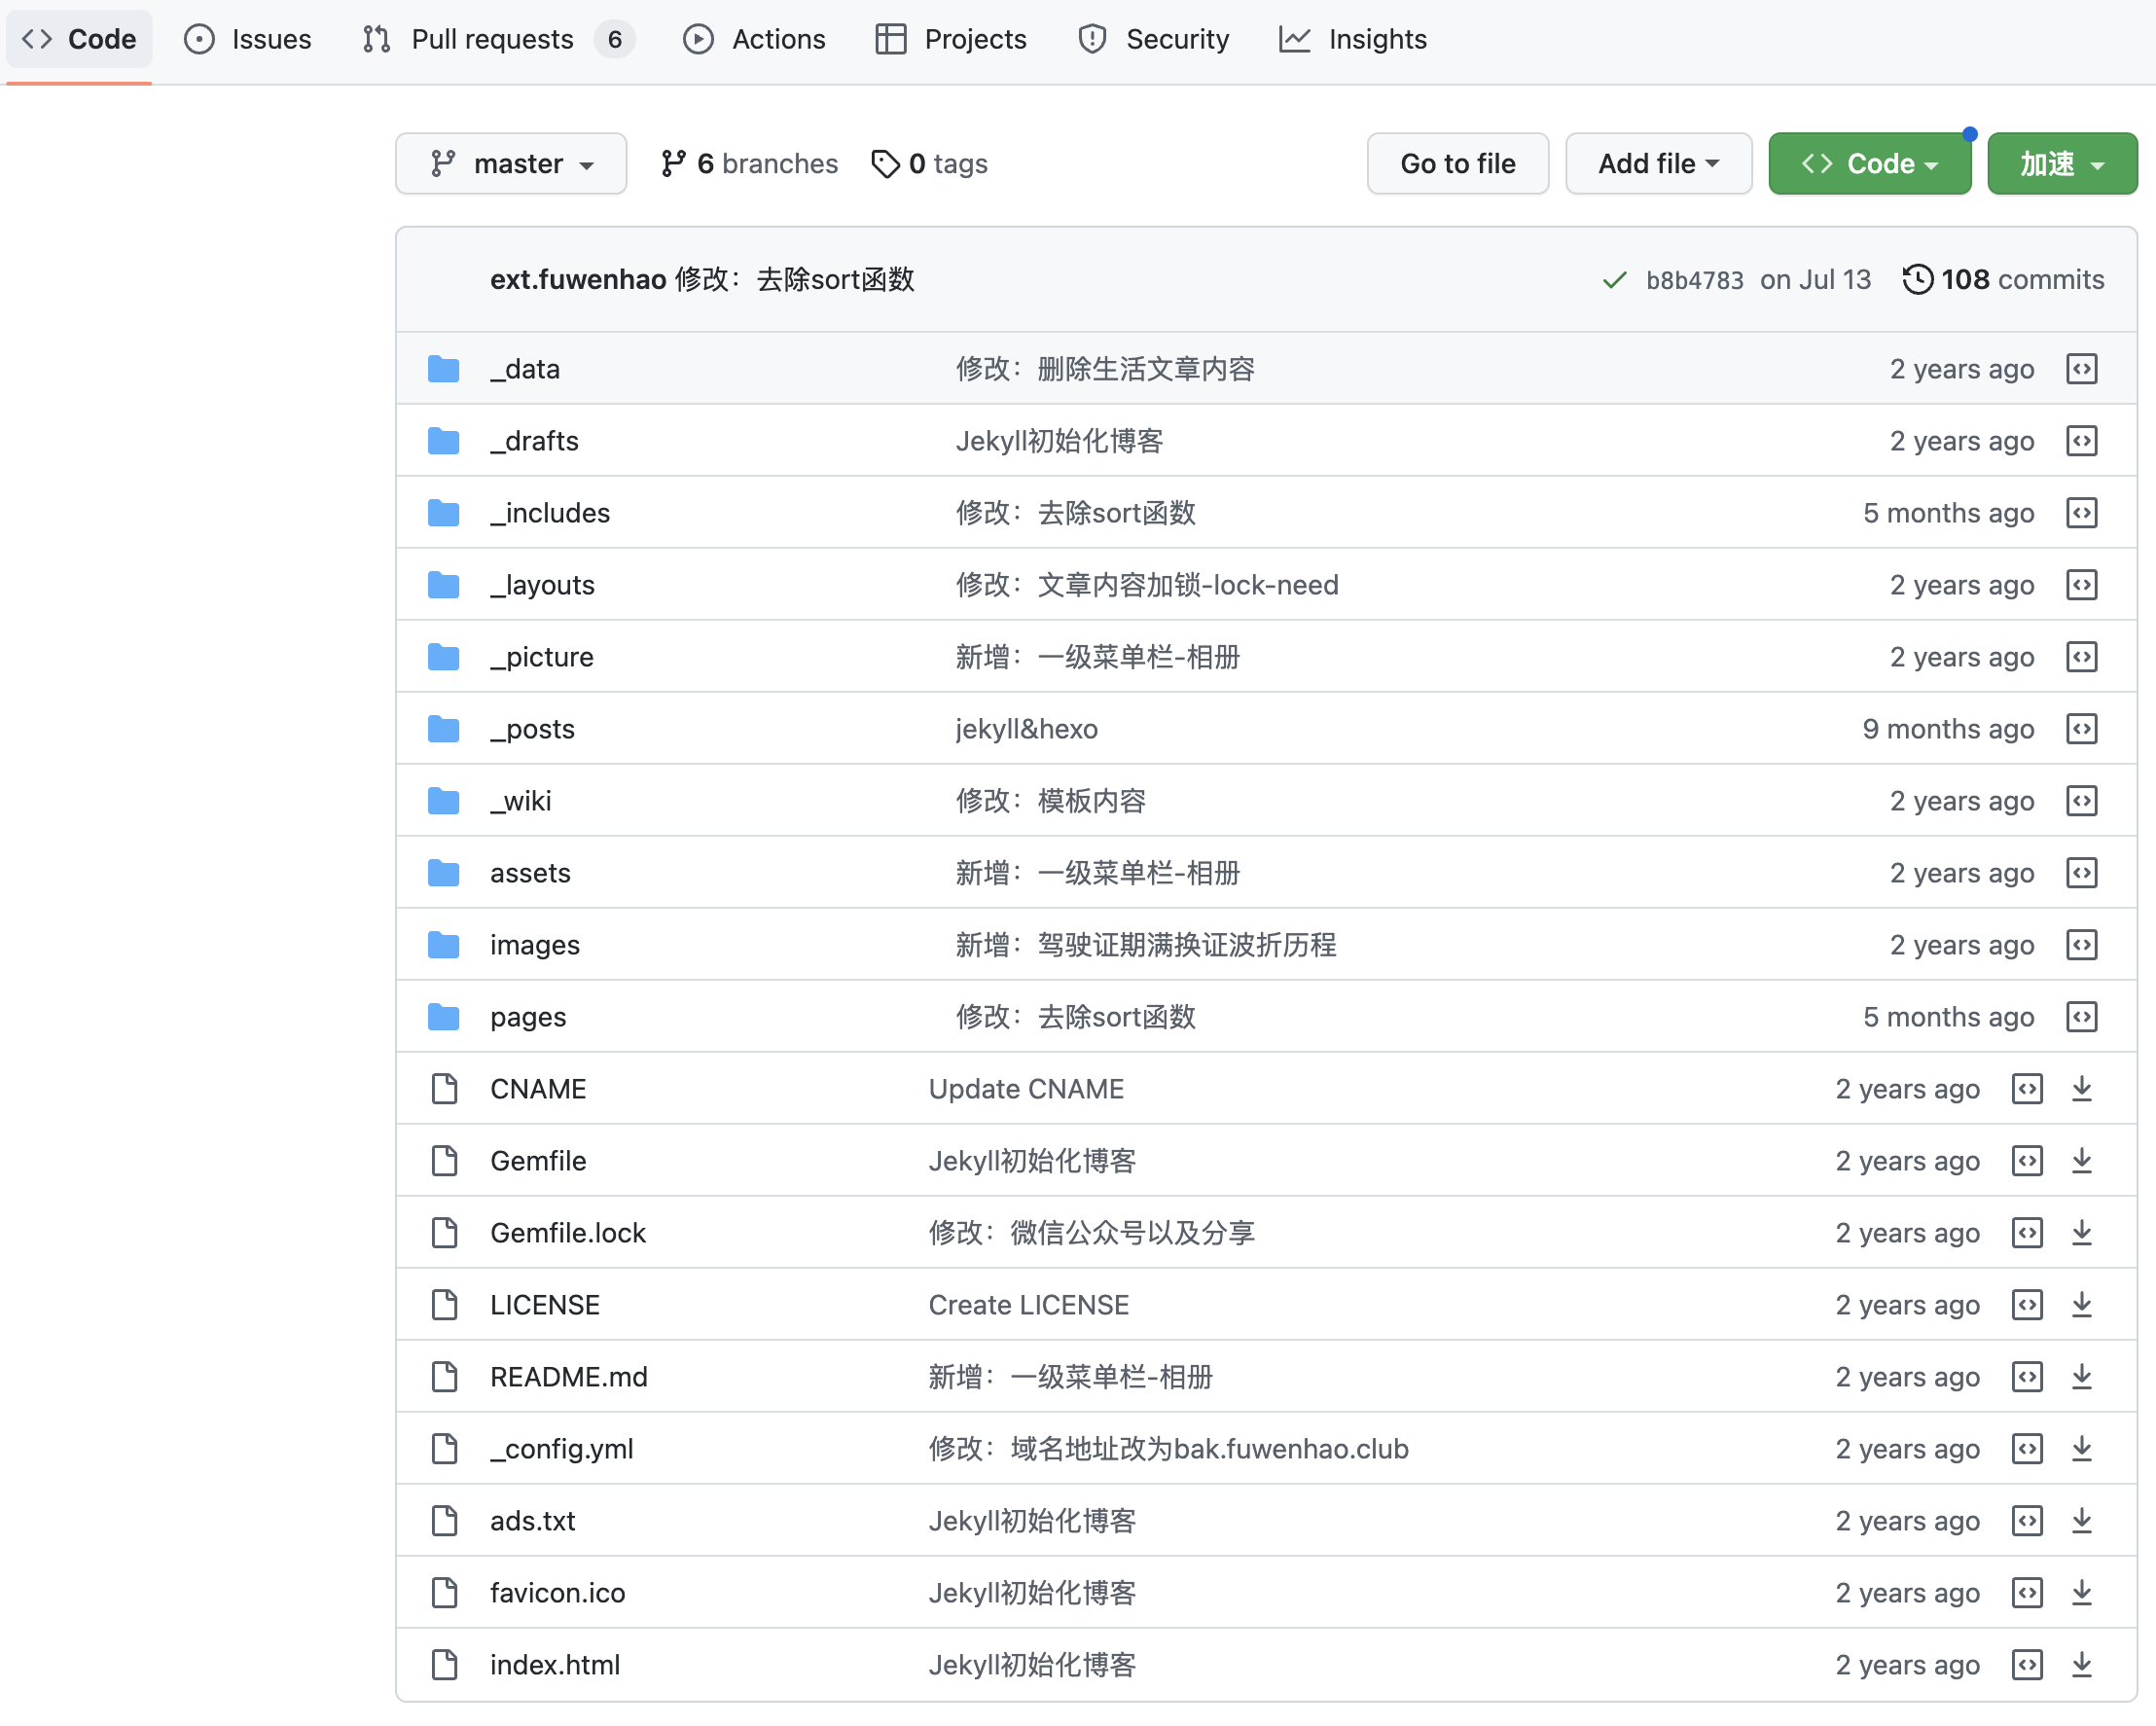 Code Issues Pull requests 6 Actions Projects Security Insights
master 6 branches 0 tags Go to file Add file Code 加速
ext.fuwenhao 修改：去除sort函数 b8b4783 on Jul 13 108 commits
_data 修改：删除生活文章内容 2 years ago
_drafts Jekyll初始化博客 2 years ago
_includes 修改：去除sort函数 5 months ago
_layouts 修改：文章内容加锁-lock-need 2 years ago
_picture 新增：一级菜单栏-相册 2 years ago
_posts jekyll&hexo 9 months ago
_wiki 修改：模板内容 2 years ago
assets 新增：一级菜单栏-相册 2 years ago
images 新增：驾驶证期满换证波折历程 2 years ago
pages 修改：去除sort函数 5 months ago
CNAME Update CNAME 2 years ago
Gemfile Jekyll初始化博客 2 years ago
Gemfile.lock 修改：微信公众号以及分享 2 years ago
LICENSE Create LICENSE 2 years ago
README.md 新增：一级菜单栏-相册 2 years ago
_config.yml 修改：域名地址改为bak.fuwenhao.club 2 years ago
ads.txt Jekyll初始化博客 2 years ago
favicon.ico Jekyll初始化博客 2 years ago
index.html Jekyll初始化博客 2 years ago